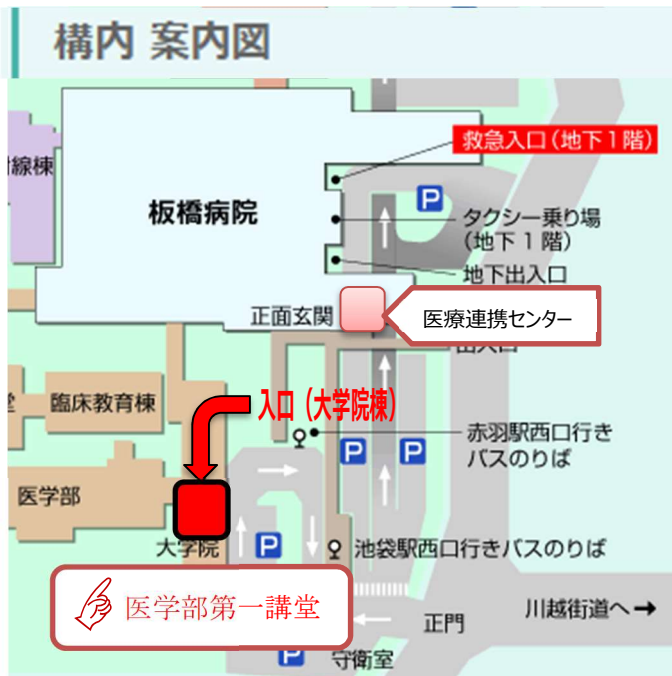 構内 案内図
救急入口(地下1階)
線棟
板橋病院
P
タクシー乗り場
(地下1階)
地下出入口
正面玄関
医療連携センター
出入口
入口(大学院棟)
臨床教育棟
赤羽駅西口行き
バスのりば
P
P
医学部
大学院
P
池袋駅西口行きバスのりば
医学部第一講堂
正門
川越街道へ
P
守衛室